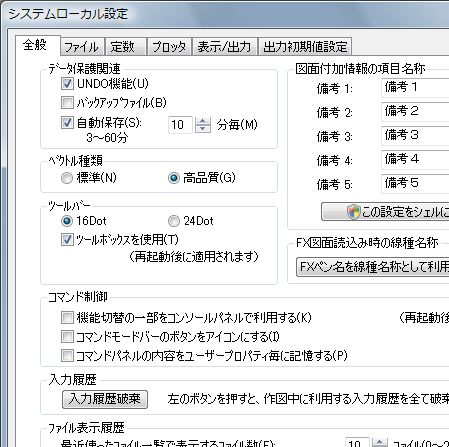 システムローカル設定
全般 ファイル 定数 プロッタ 表示/出力 出力初期値設定
データ保護関連
UNDO機能(U)
バックアップファイル(B)
自動保存(S): 10 分毎(M)
3～60分
ベクトル種類
標準(N) 高品質(G)
ツールバー
16Dot 24Dot
ツールボックスを使用(T)
(再起動後に適用されます)
図面付加情報の項目名称
備考 1: 備考１
備考 2: 備考２
備考 3: 備考３
備考 4: 備考４
備考 5: 備考５
この設定をシェルに
FX図面読込み時の線種名称
FXペン名を線種名称として利用
コマンド制御
機能切替の一部をコンソールパネルで利用する(K) (再起動後
コマンドモードバーのボタンをアイコンにする(I)
コマンドパネルの内容をユーザープロパティ毎に記憶する(P)
入力履歴
入力履歴破棄 左のボタンを押すと、作図中に利用する入力履歴を全て破棄
ファイル表示履歴
最近使ったファイル一覧で表示するファイル数(F): 10 ファイル(0～2